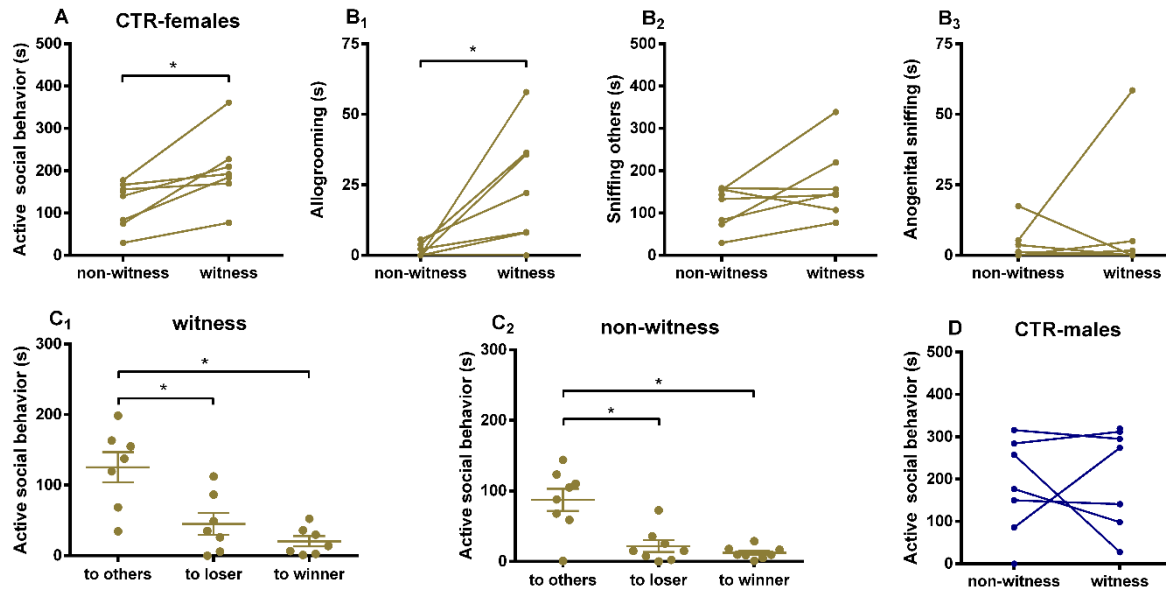 A
CTR-females
Active social behavior (s)
500
400
300
200
100
0
*
non-witness
witness
B1
Allogrooming (s)
75
50
25
0
*
non-witness
witness
B2
Sniffing others (s)
500
400
300
200
100
0
non-witness
witness
B3
Anogenital sniffing (s)
75
50
25
0
non-witness
witness
C1
witness
Active social behavior (s)
300
200
100
0
*
*
to others
to loser
to winner
C2
non-witness
Active social behavior (s)
300
200
100
0
*
*
to others
to loser
to winner
D
CTR-males
Active social behavior (s)
500
400
300
200
100
0
non-witness
witness